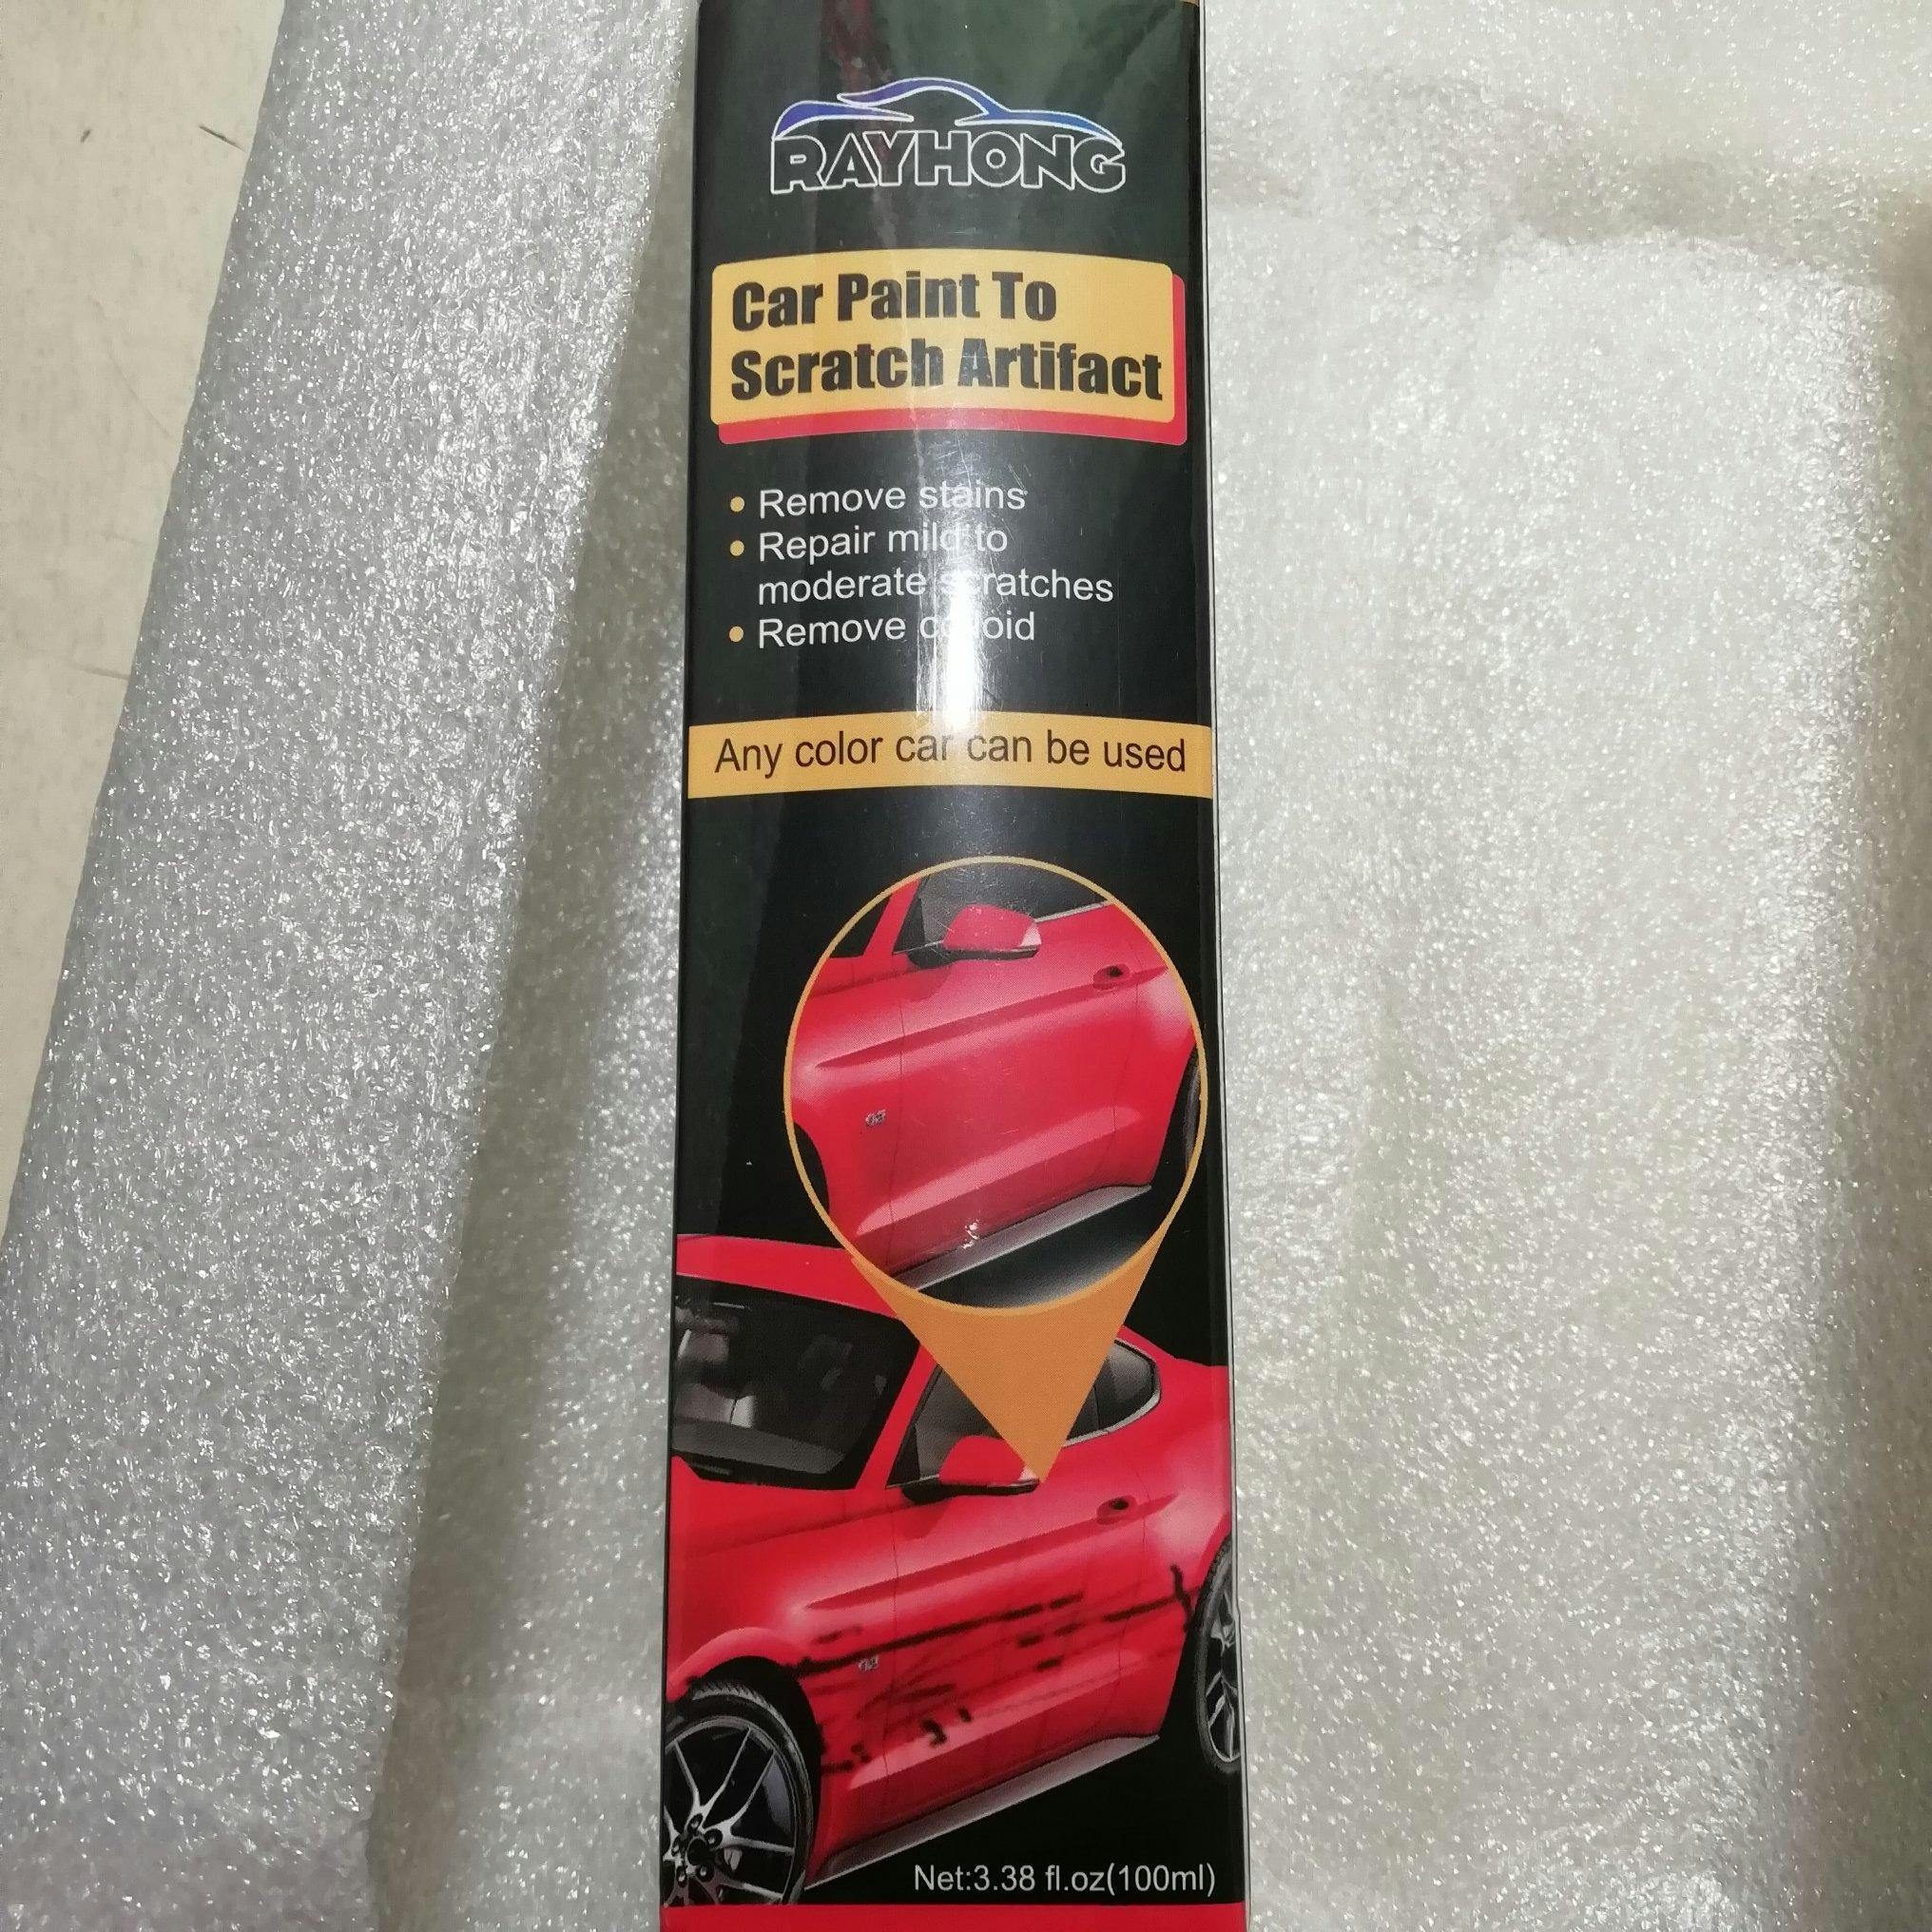 RAYHONG
Car Paint To
Scratch Artifact
• Remove stains
• Repair mild to
moderate scratches
• Remove colloid
Any color car can be used
Net:3.38 fl.oz(100ml)